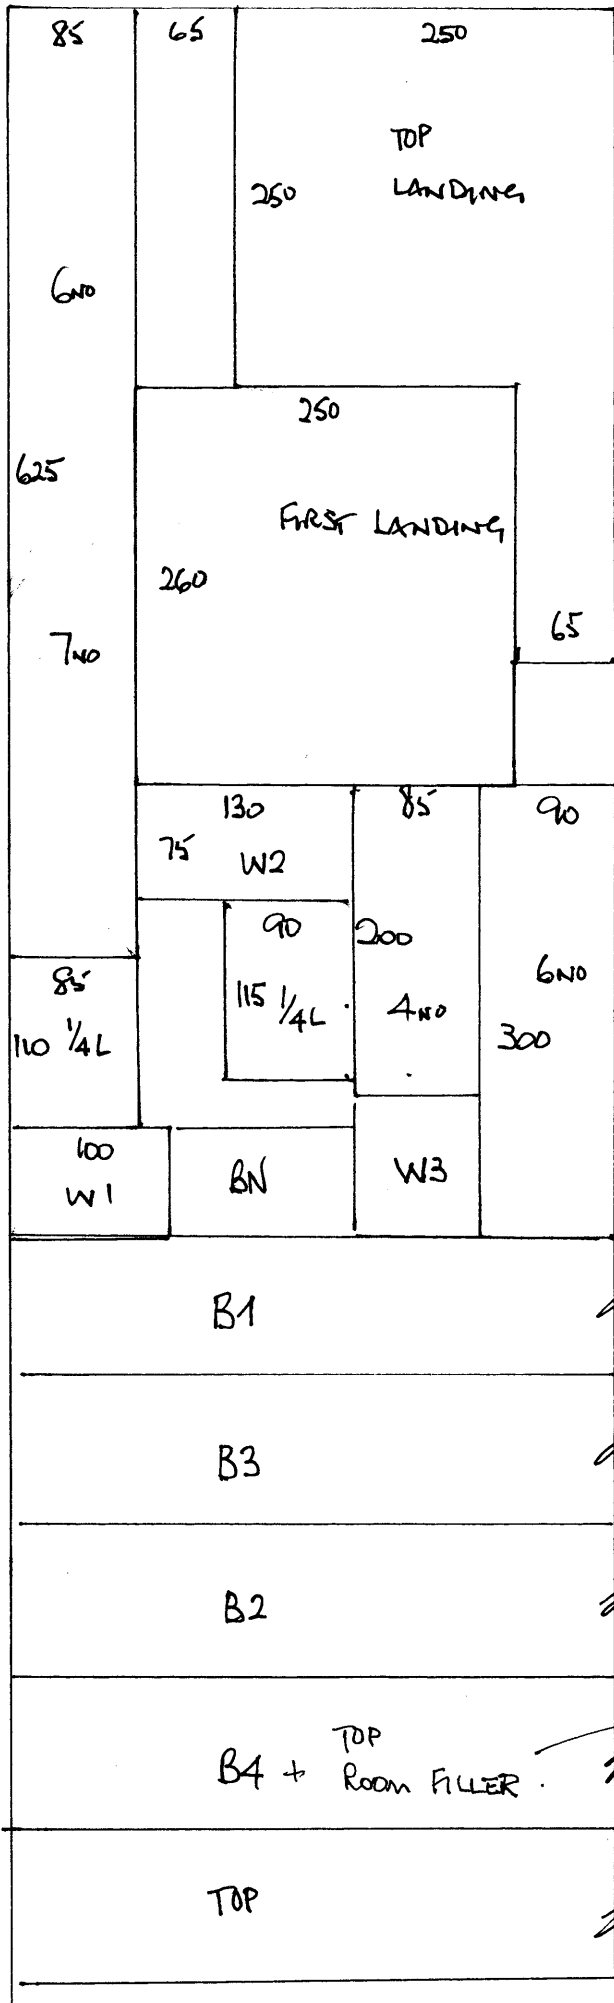 85 65 250
TOP
LANDING
250
6NO
250
625
FIRST LANDING
260
65
7NO
130 85 90
75 W2
90 200
85 6NO
115 1/4L 4NO
110 1/4L 300
100
W1 BN W3
B1
B3
B2
TOP
B4 + ROOM FILLER.
TOP